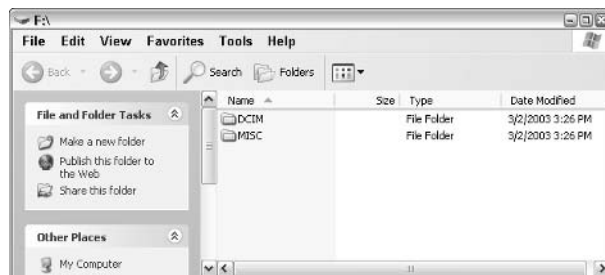 F:\
File Edit View Favorites Tools Help
Back Search Folders
Name Size Type Date Modified
File and Folder Tasks
DCIM File Folder 3/2/2003 3:26 PM
MISC File Folder 3/2/2003 3:26 PM
Make a new folder
Publish this folder to
the Web
Share this folder
Other Places
My Computer